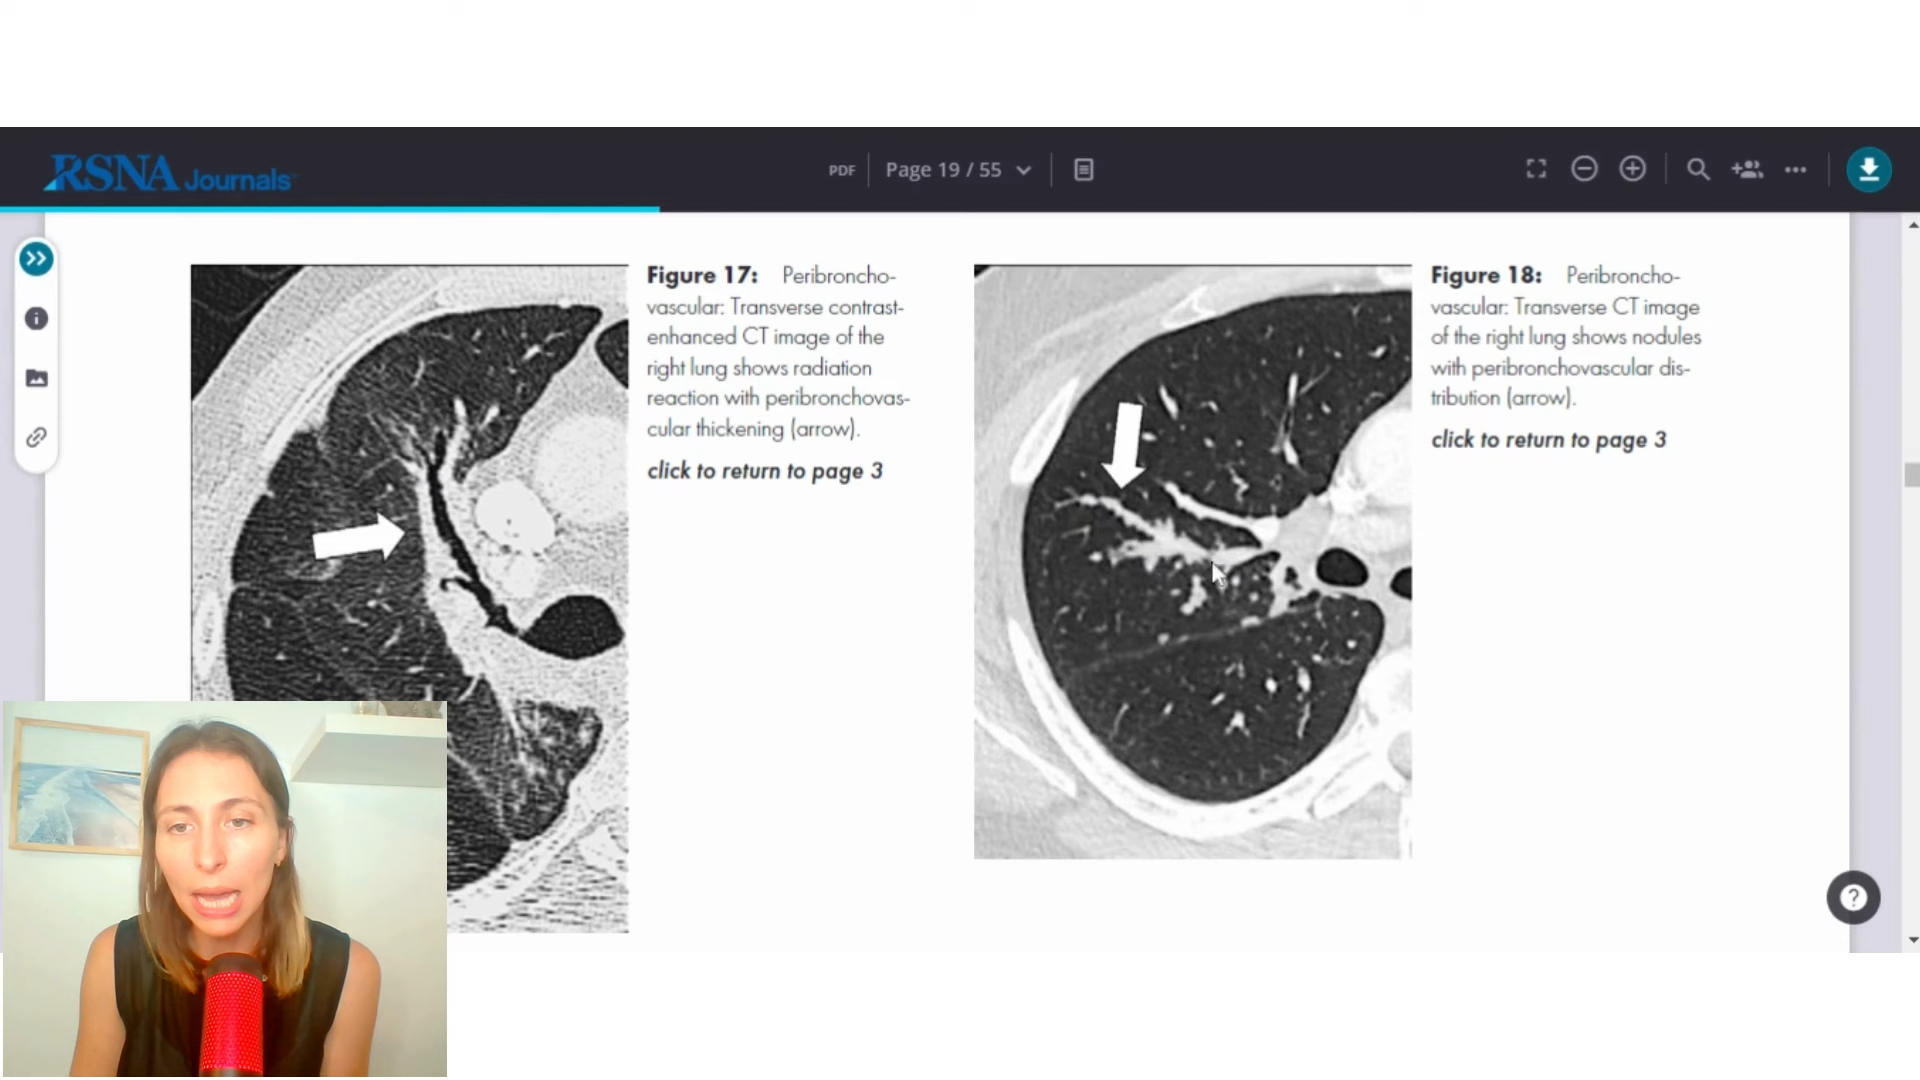 RSNA Journals
PDF
Page 19 / 55
Figure 17: Peribroncho-
vascular: Transverse contrast-
enhanced CT image of the
right lung shows radiation
reaction with peribronchovas-
cular thickening (arrow).
click to return to page 3
Figure 18: Peribroncho-
vascular: Transverse CT image
of the right lung shows nodules
with peribronchovascular dis-
tribution (arrow).
click to return to page 3
?